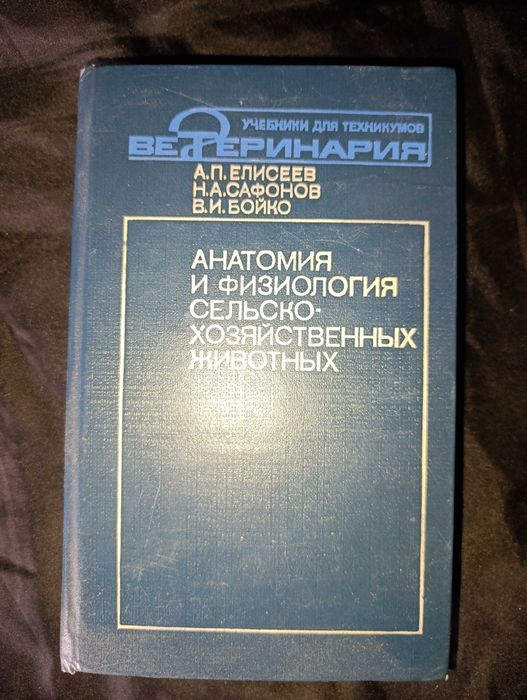 УЧЕБНИКИ ДЛЯ ТЕХНИКУМОВ
ВЕТЕРИНАРИЯ
А.П. ЕЛИСЕЕВ
Н.А. САФОНОВ
В.И. БОЙКО
АНАТОМИЯ
И ФИЗИОЛОГИЯ
СЕЛЬСКО-
ХОЗЯЙСТВЕННЫХ
ЖИВОТНЫХ